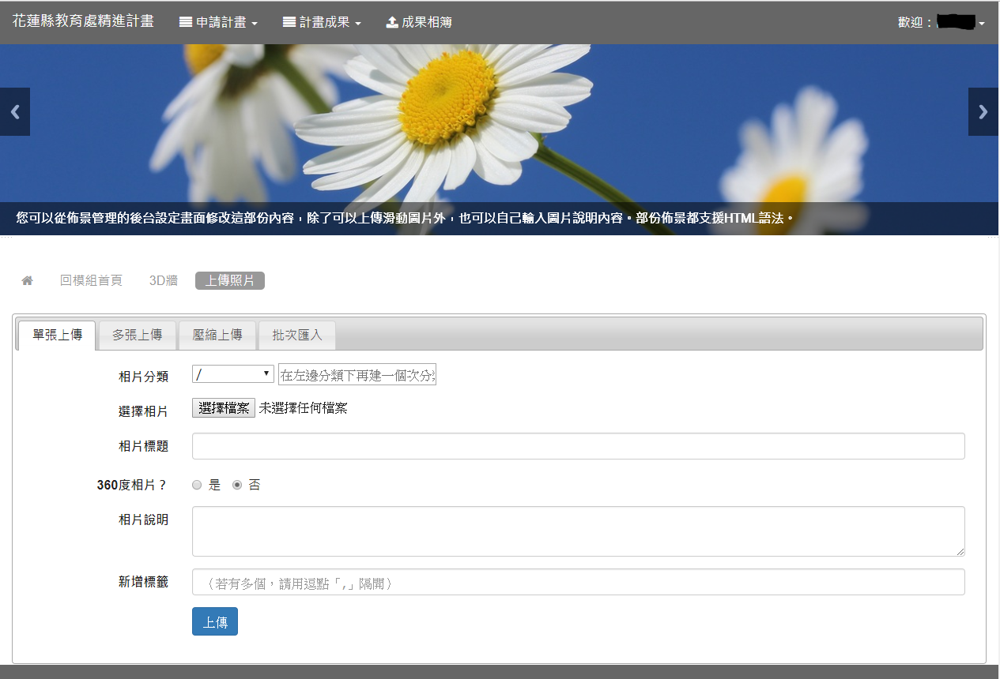 花蓮縣教育處精進計畫 申請計畫 計畫成果 成果相簿 歡迎：
您可以從佈景管理的後台設定畫面修改這部份內容，除了可以上傳滑動圖片外，也可以自己輸入圖片說明內容。部份佈景都支援HTML語法。
回模組首頁 3D牆 上傳照片
單張上傳 多張上傳 壓縮上傳 批次匯入
相片分類 / 在左邊分類下再建一個次分
選擇相片 選擇檔案 未選擇任何檔案
相片標題
360度相片？ 是 否
相片說明
新增標籤 （若有多個，請用逗點「,」隔開）
上傳